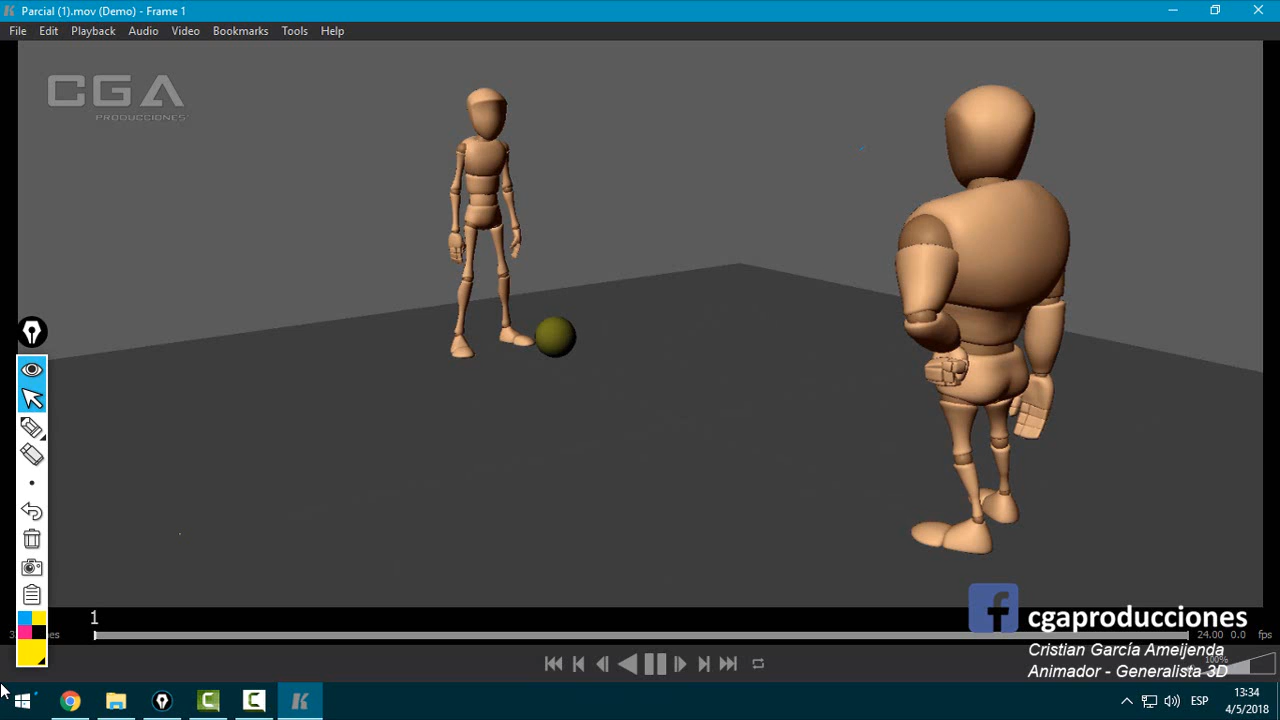 Parcial (1).mov (Demo) - Frame 1
File Edit Playback Audio Video Bookmarks Tools Help
CGA
PRODUCCIONES
1
24.00 0.0 fps
cgaproducciones
Cristian García Ameijenda
100%
Animador - Generalista 3D
ESP
13:34
4/5/2018